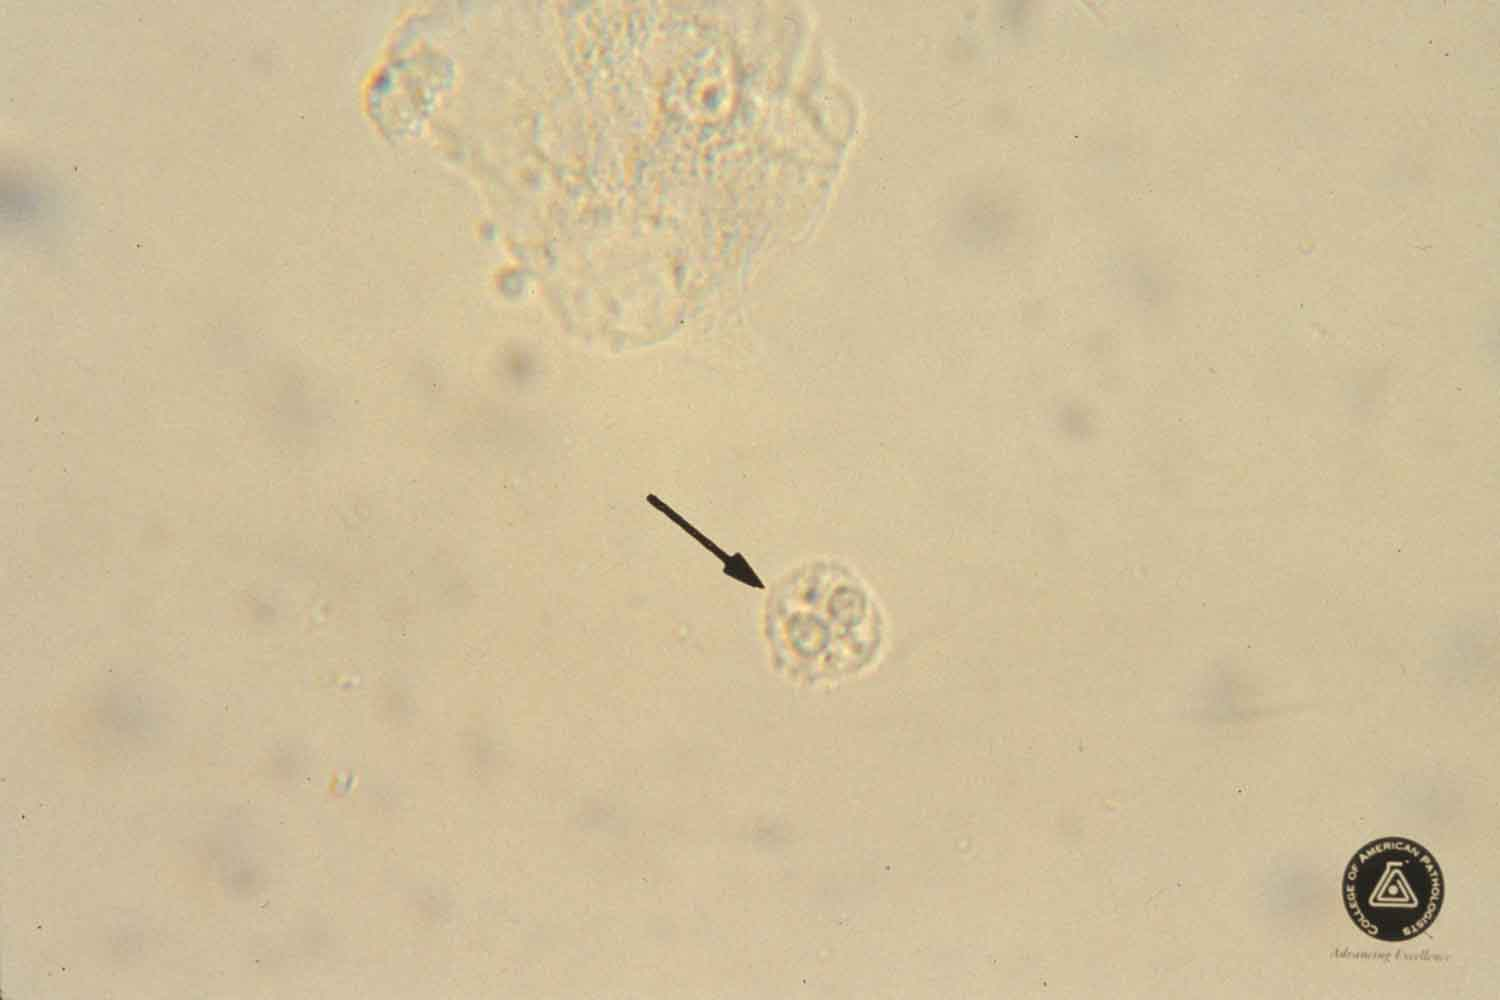 COLLEGE OF AMERICAN PATHOLOGISTS
Advancing Excellence